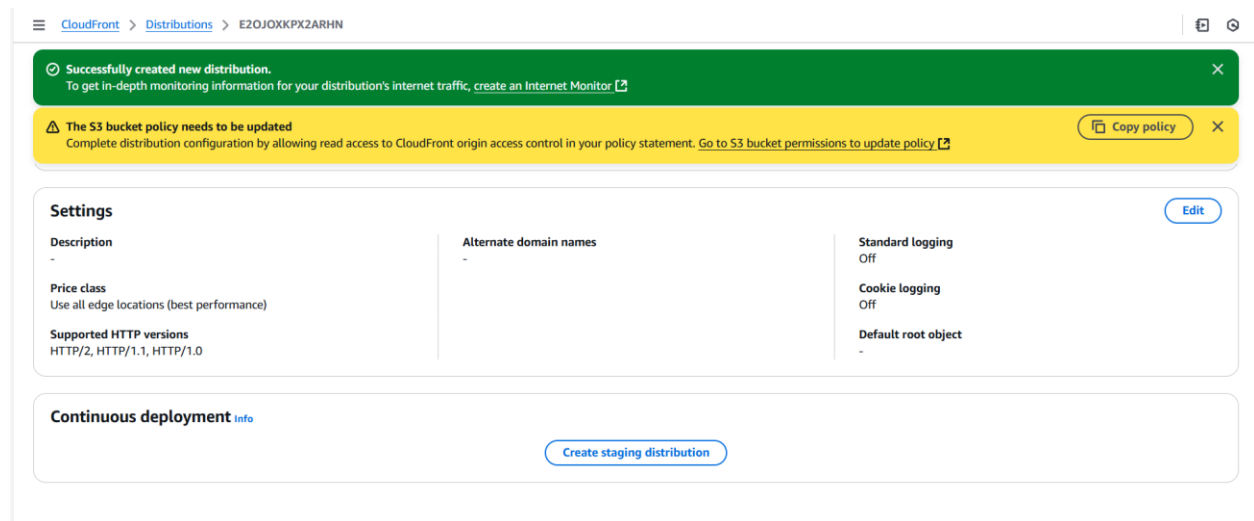 CloudFront > Distributions > E2OJOXKPX2ARHN
Successfully created new distribution.
To get in-depth monitoring information for your distribution's internet traffic, create an Internet Monitor
The S3 bucket policy needs to be updated
Complete distribution configuration by allowing read access to CloudFront origin access control in your policy statement. Go to S3 bucket permissions to update policy
Copy policy
Settings
Edit
Description
-
Price class
Use all edge locations (best performance)
Supported HTTP versions
HTTP/2, HTTP/1.1, HTTP/1.0
Alternate domain names
-
Standard logging
Off
Cookie logging
Off
Default root object
-
Continuous deployment Info
Create staging distribution